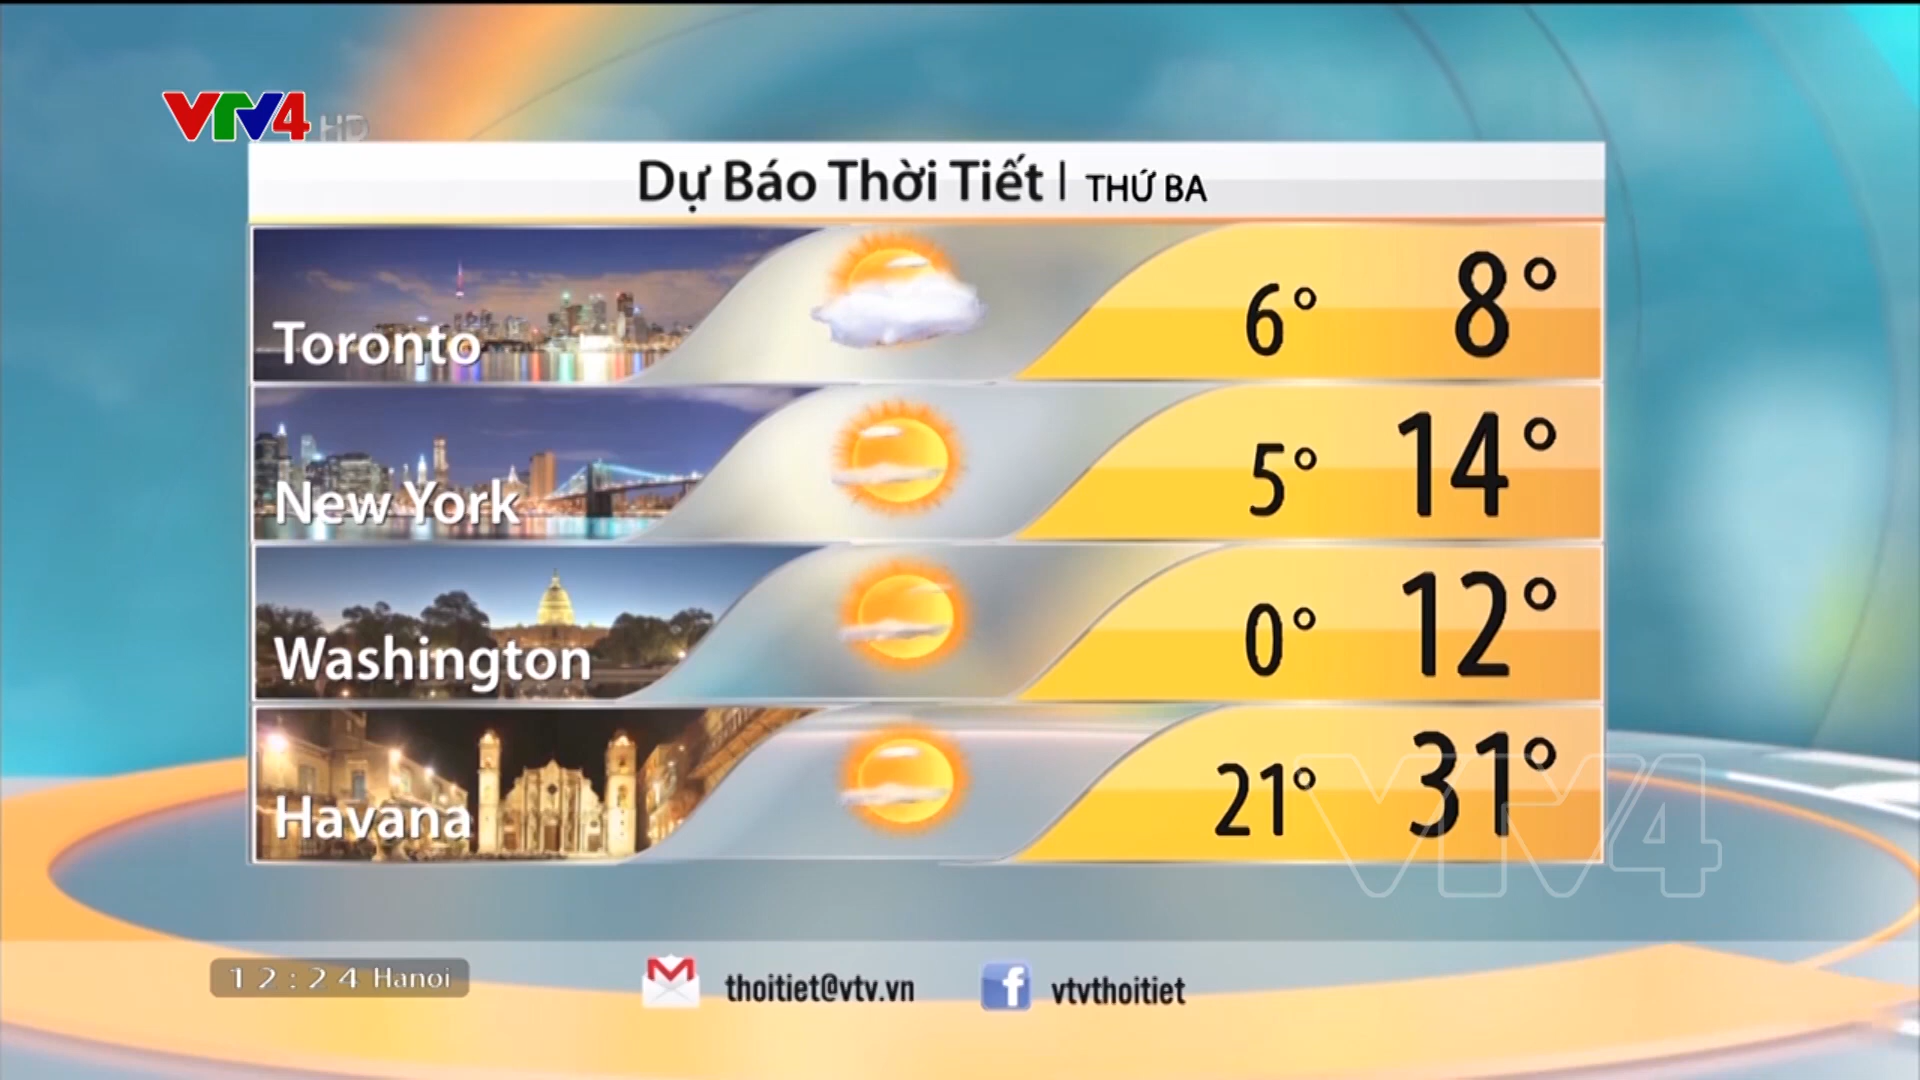 VTV4 HD
Dự Báo Thời Tiết | THỨ BA
Toronto 6° 8°
New York 5° 14°
Washington 0° 12°
Havana 21° 31°
VTV4
12:24 Hanoi
thoitiet@vtv.vn
vtvthoitiet